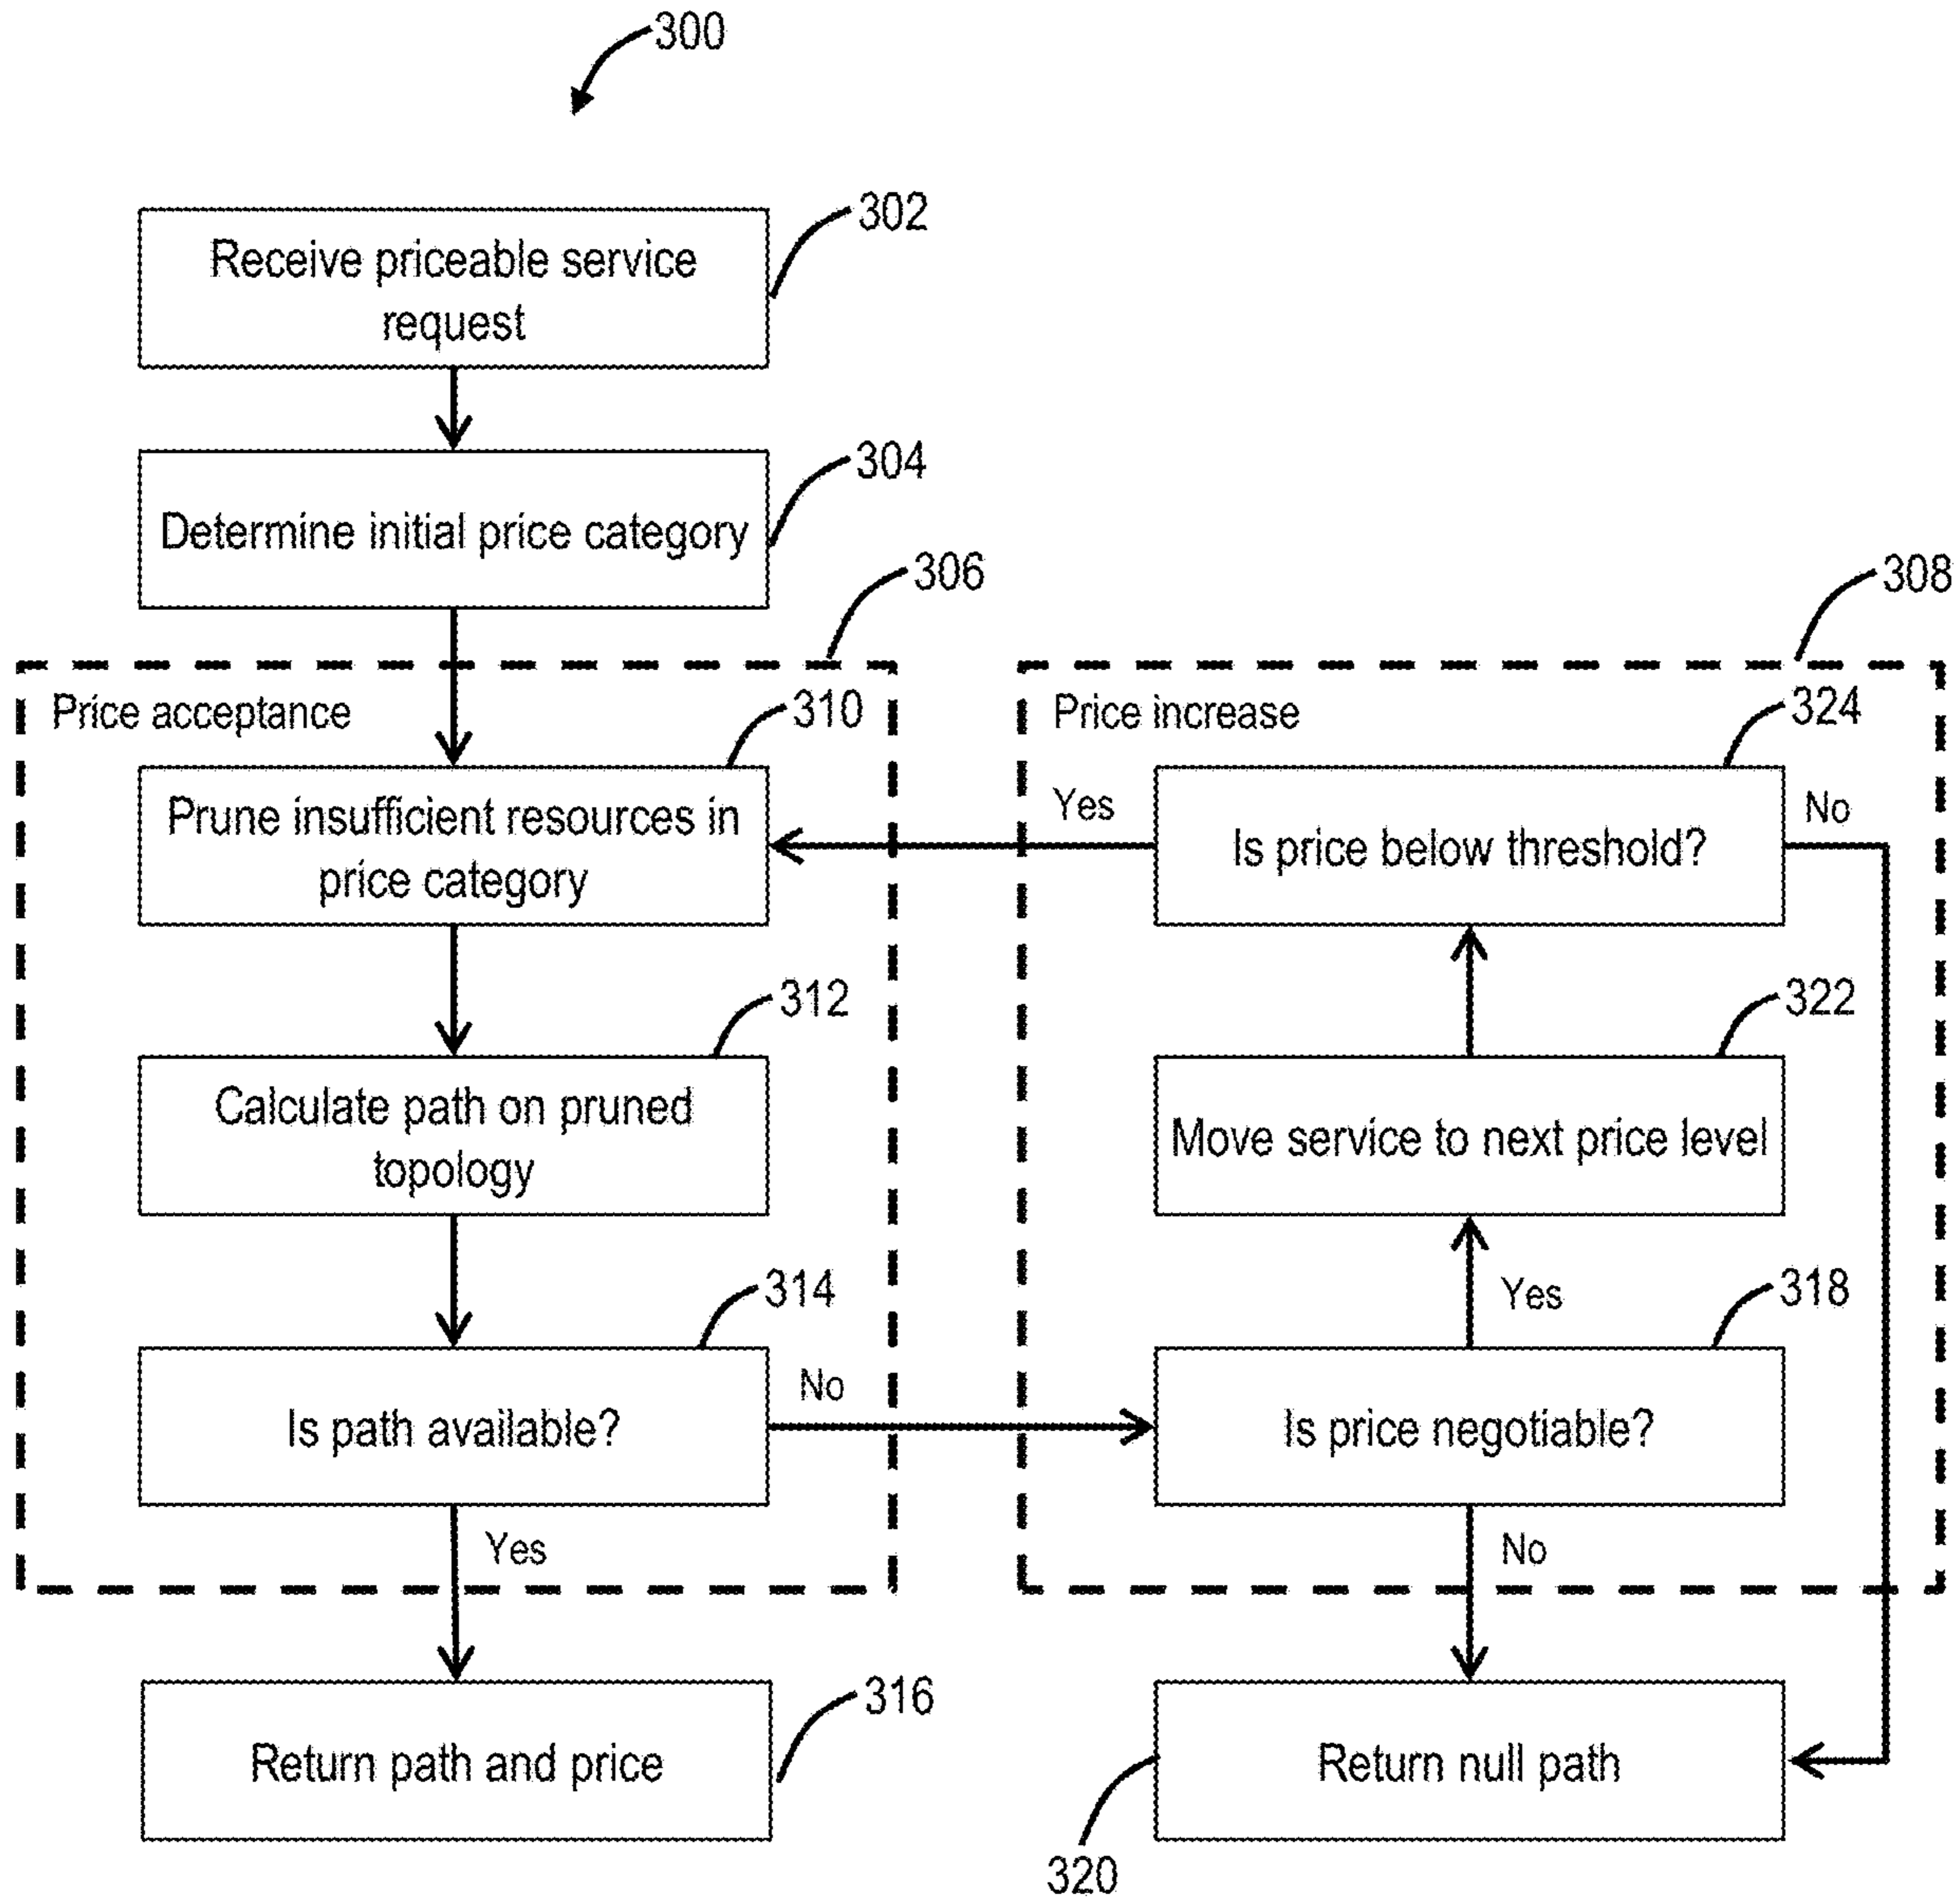 300
302
Receive priceable service
request
304
Determine initial price category
306
308
Price acceptance
310
Price increase
324
Prune insufficient resources in
price category
Yes
Is price below threshold?
No
312
322
Calculate path on pruned
topology
Move service to next price level
314
Yes
318
Is path available?
No
Is price negotiable?
Yes
No
316
Return path and price
Return null path
320